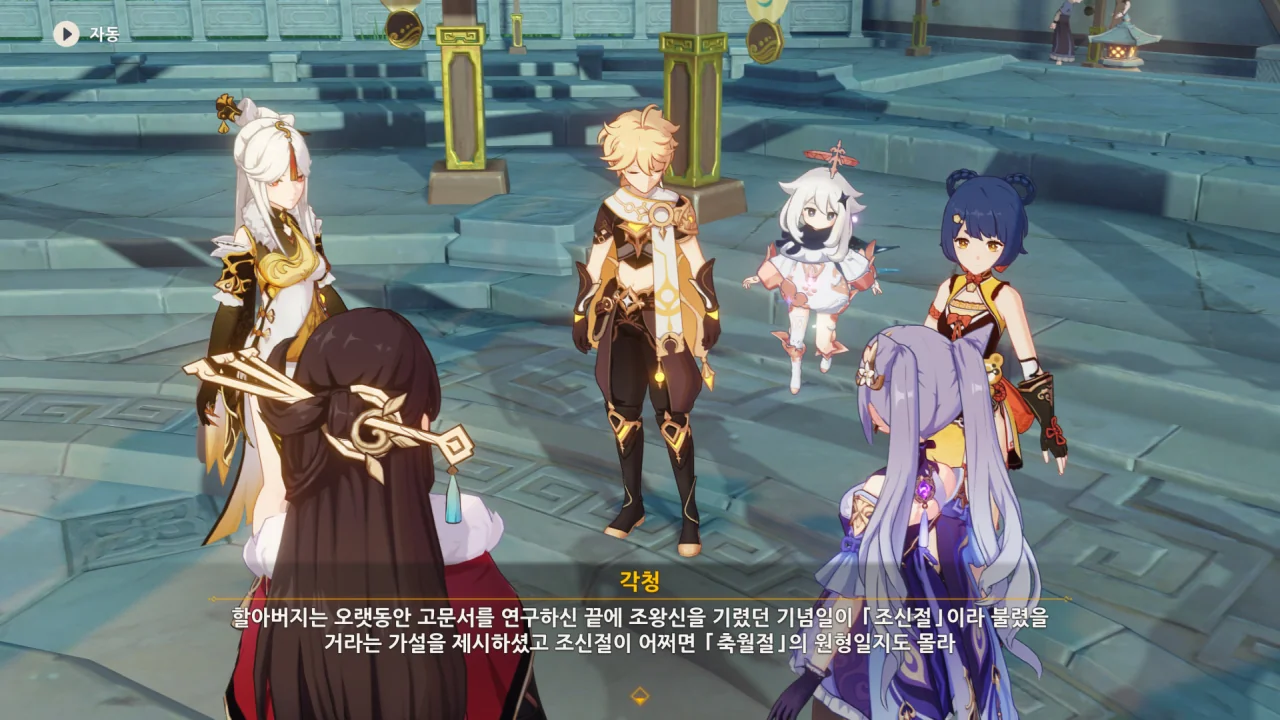 자동
각청
할아버지는 오랫동안 고문서를 연구하신 끝에 조왕신을 기렸던 기념일이 「조신절」이라 불렸을
거라는 가설을 제시하셨고 조신절이 어쩌면 「축월절」의 원형일지도 몰라